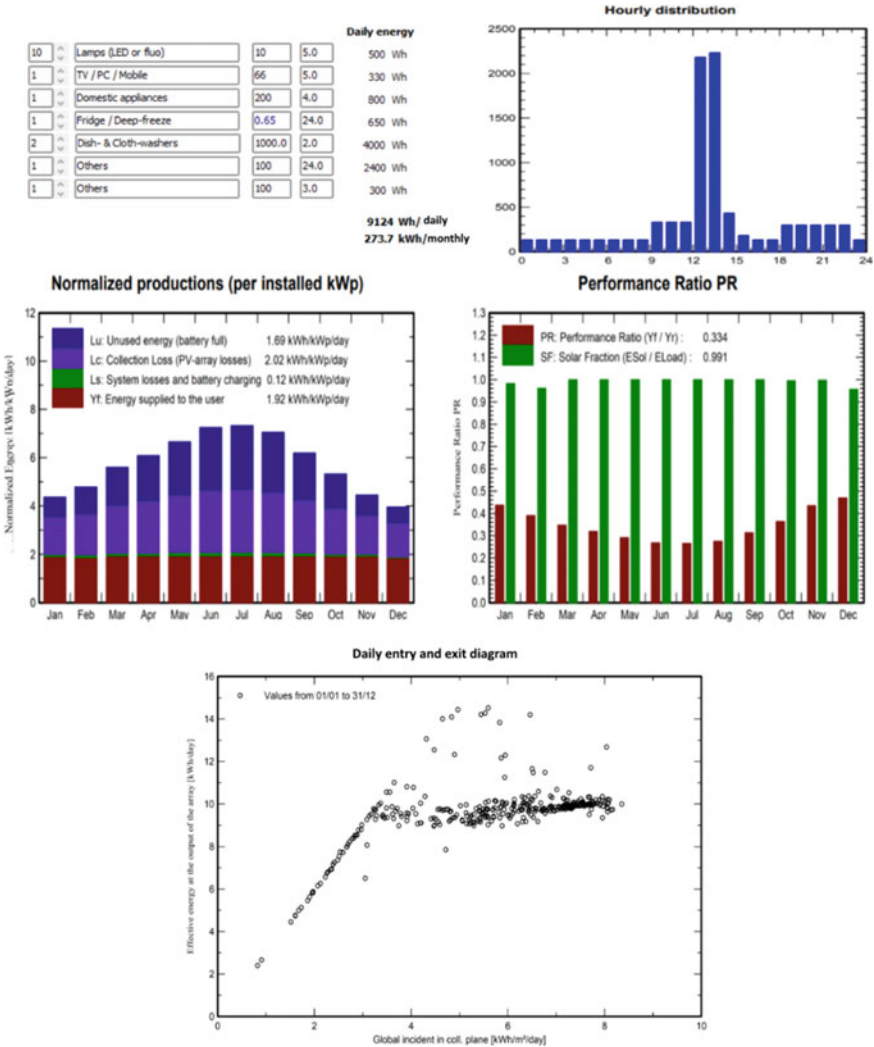 Daily energy
10 Lamps (LED or fluo) 10 5.0 500 Wh
1 TV / PC / Mobile 66 5.0 330 Wh
1 Domestic appliances 200 4.0 800 Wh
1 Fridge / Deep-freeze 0.65 24.0 650 Wh
2 Dish- & Cloth-washers 1000.0 2.0 4000 Wh
1 Others 100 24.0 2400 Wh
1 Others 100 3.0 300 Wh
9124 Wh/ daily
273.7 kWh/monthly
Hourly distribution
2500
2000
1500
1000
500
0
0 3 6 9 12 15 18 21 24
Normalized productions (per installed kWp)
Normalized Energy [kWh/kWp/day]
12
10
8
6
4
2
0
Lu: Unused energy (battery full) 1.69 kWh/kWp/day
Lc: Collection Loss (PV-array losses) 2.02 kWh/kWp/day
Ls: System losses and battery charging 0.12 kWh/kWp/day
Yf: Energy supplied to the user 1.92 kWh/kWp/day
Jan Feb Mar Apr May Jun Jul Aug Sep Oct Nov Dec
Performance Ratio PR
Performance Ratio PR
1.3
1.2
1.1
1.0
0.9
0.8
0.7
0.6
0.5
0.4
0.3
0.2
0.1
0.0
PR: Performance Ratio (Yf / Yr) : 0.334
SF: Solar Fraction (ESol / ELoad) : 0.991
Jan Feb Mar Apr May Jun Jul Aug Sep Oct Nov Dec
Daily entry and exit diagram
Effective energy at the output of the array [kWh/day]
16
14
12
10
8
6
4
2
0
Values from 01/01 to 31/12
0 2 4 6 8 10
Global incident in coll. plane [kWh/m²/day]